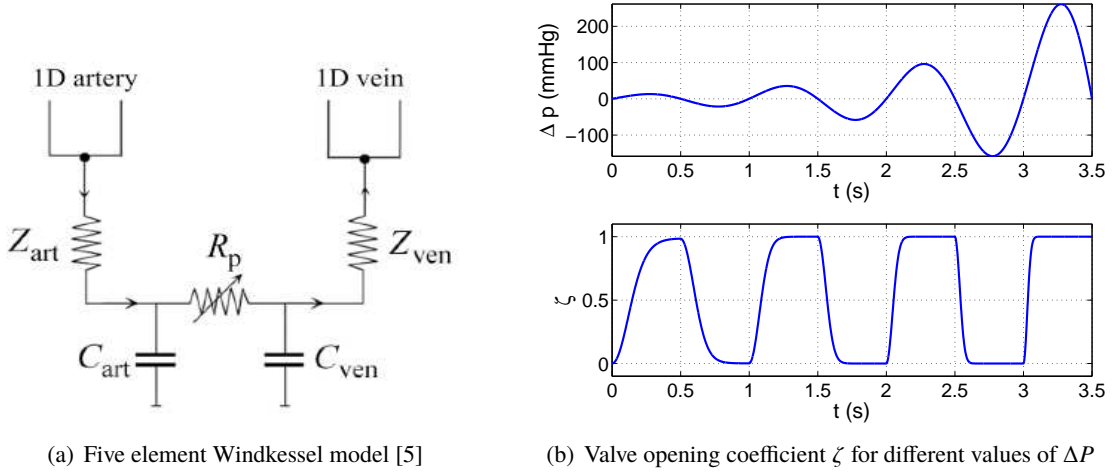 1D artery
1D vein
Z_art
R_p
Z_ven
C_art
C_ven
(a) Five element Windkessel model [5]
Δ p (mmHg)
200
100
0
−100
0 0.5 1 1.5 2 2.5 3 3.5
t (s)
ζ
1
0.5
0
0 0.5 1 1.5 2 2.5 3 3.5
t (s)
(b) Valve opening coefficient ζ for different values of ΔP